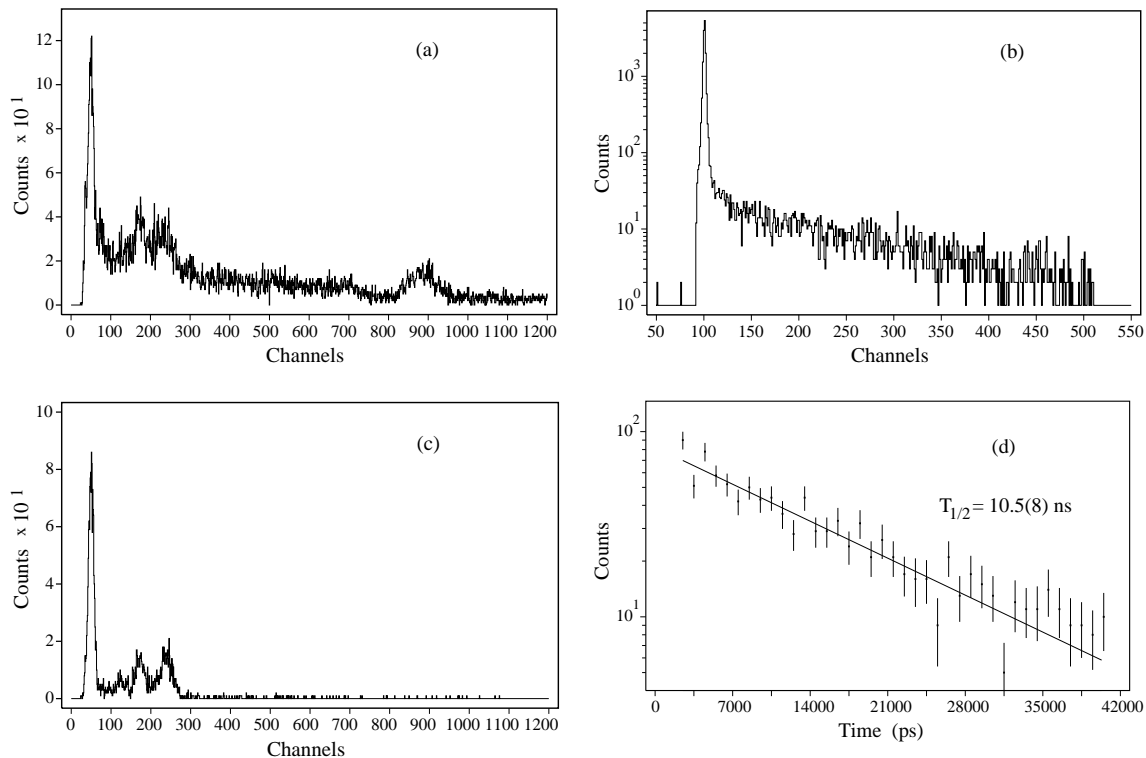 (a)
Counts x 10 1
12
10
8
6
4
2
0
0 100 200 300 400 500 600 700 800 900 1000 1100 1200
Channels
(b)
Counts
10 3
10 2
10 1
10 0
50 100 150 200 250 300 350 400 450 500 550
Channels
(c)
Counts x 10 1
10
8
6
4
2
0
0 100 200 300 400 500 600 700 800 900 1000 1100 1200
Channels
(d)
T1/2 = 10.5(8) ns
Counts
10 2
10 1
0 7000 14000 21000 28000 35000 42000
Time (ps)